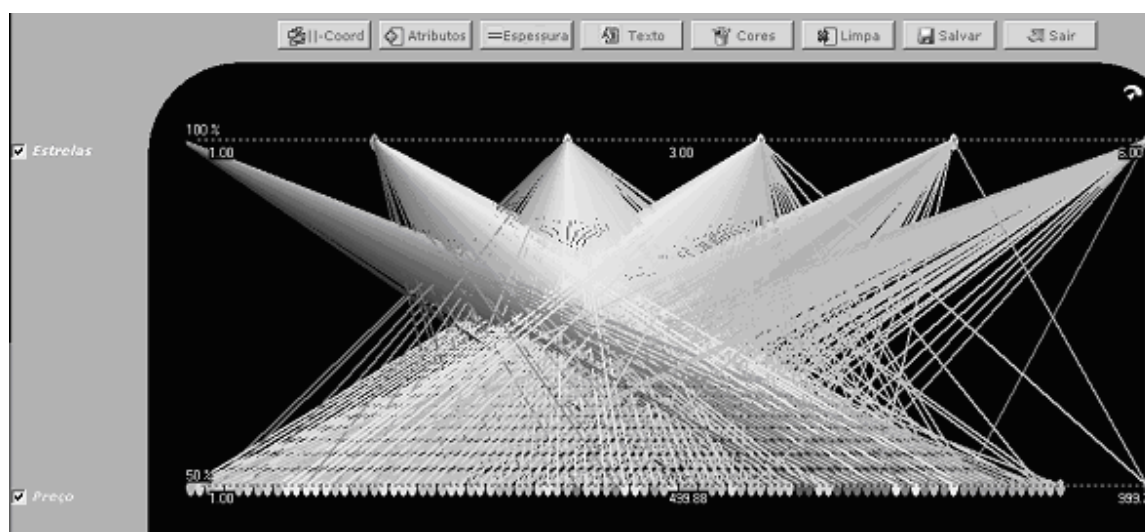 ||-Coord Atributos Espessura Texto Cores Limpa Salvar Sair
100 %
Estrelas
1.00 3.00 6.00
50 %
Preço
1.00 499.88 999.